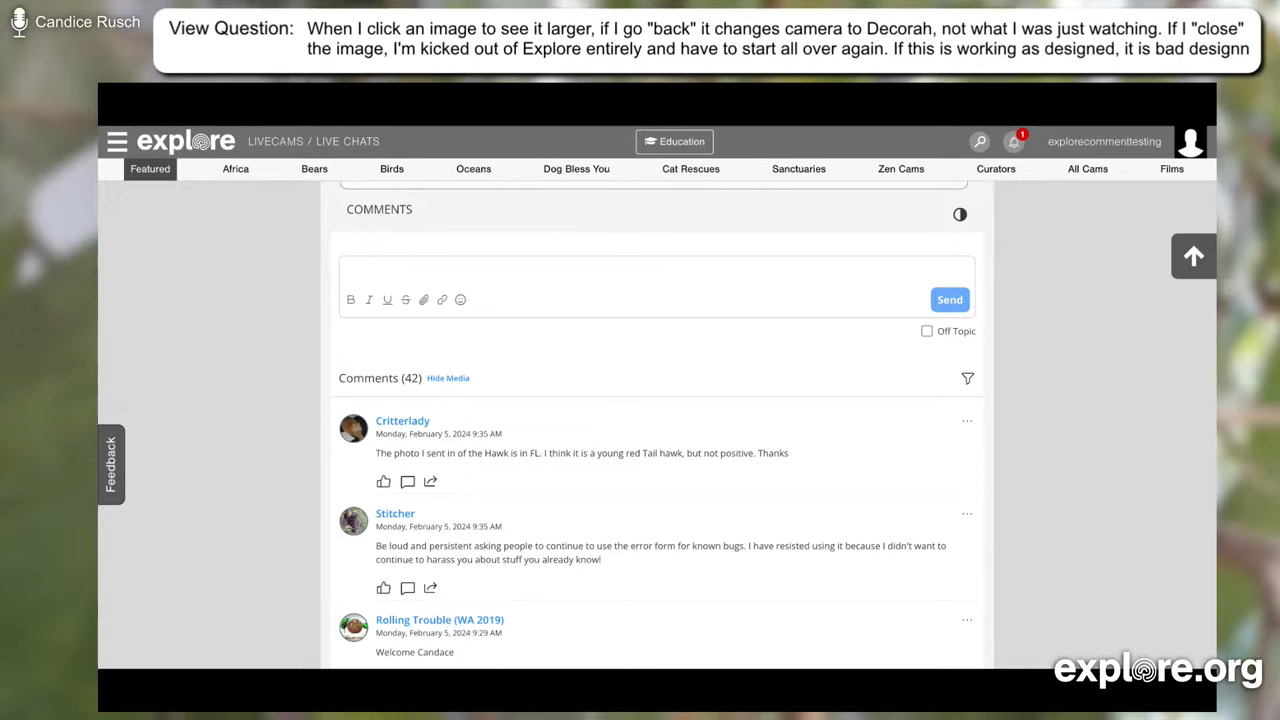 Candice Rusch
View Question: When I click an image to see it larger, if I go "back" it changes camera to Decorah, not what I was just watching. If I "close"
the image, I'm kicked out of Explore entirely and have to start all over again. If this is working as designed, it is bad designn
explore LIVECAMS / LIVE CHATS Education 1 explorecommenttesting
Featured Africa Bears Birds Oceans Dog Bless You Cat Rescues Sanctuaries Zen Cams Curators All Cams Films
COMMENTS
B I U S Send
Off Topic
Comments (42) Hide Media
Critterlady
Monday, February 5, 2024 9:35 AM
The photo I sent in of the Hawk is in FL. I think it is a young red Tail hawk, but not positive. Thanks
Stitcher
Monday, February 5, 2024 9:35 AM
Be loud and persistent asking people to continue to use the error form for known bugs. I have resisted using it because I didn't want to
continue to harass you about stuff you already know!
Rolling Trouble (WA 2019)
Monday, February 5, 2024 9:29 AM
Welcome Candace
Feedback
explore.org